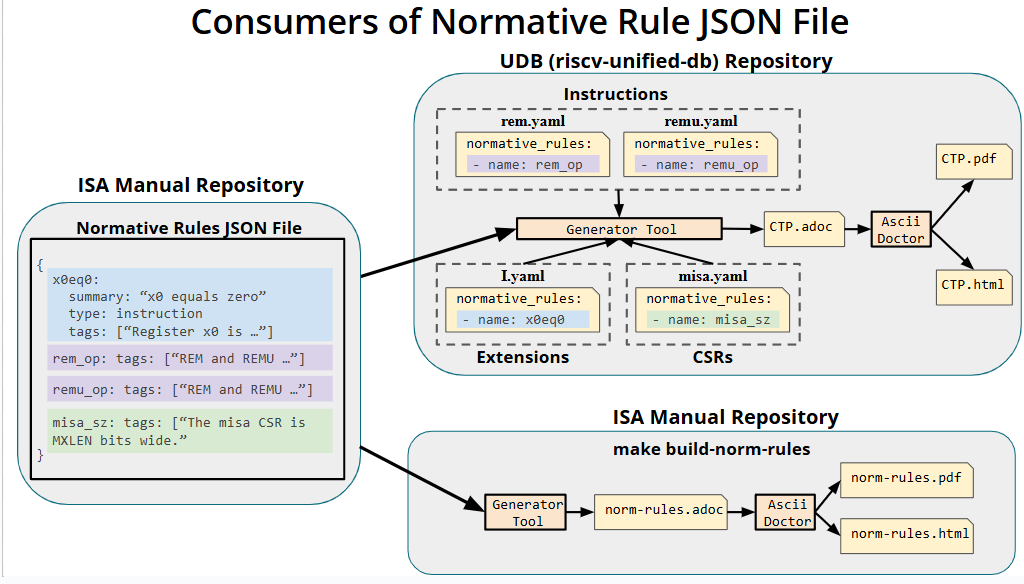 Consumers of Normative Rule JSON File
UDB (riscv-unified-db) Repository
Instructions
rem.yaml
normative_rules:
- name: rem_op
remu.yaml
normative_rules:
- name: remu_op
Generator Tool
CTP.adoc
Ascii
Doctor
CTP.pdf
CTP.html
I.yaml
normative_rules:
- name: x0eq0
Extensions
misa.yaml
normative_rules:
- name: misa_sz
CSRs
ISA Manual Repository
Normative Rules JSON File
{
x0eq0:
summary: “x0 equals zero”
type: instruction
tags: [“Register x0 is …”]
rem_op: tags: [“REM and REMU …”]
remu_op: tags: [“REM and REMU …”]
misa_sz: tags: [“The misa CSR is
MXLEN bits wide.”
}
ISA Manual Repository
make build-norm-rules
Generator
Tool
norm-rules.adoc
Ascii
Doctor
norm-rules.pdf
norm-rules.html